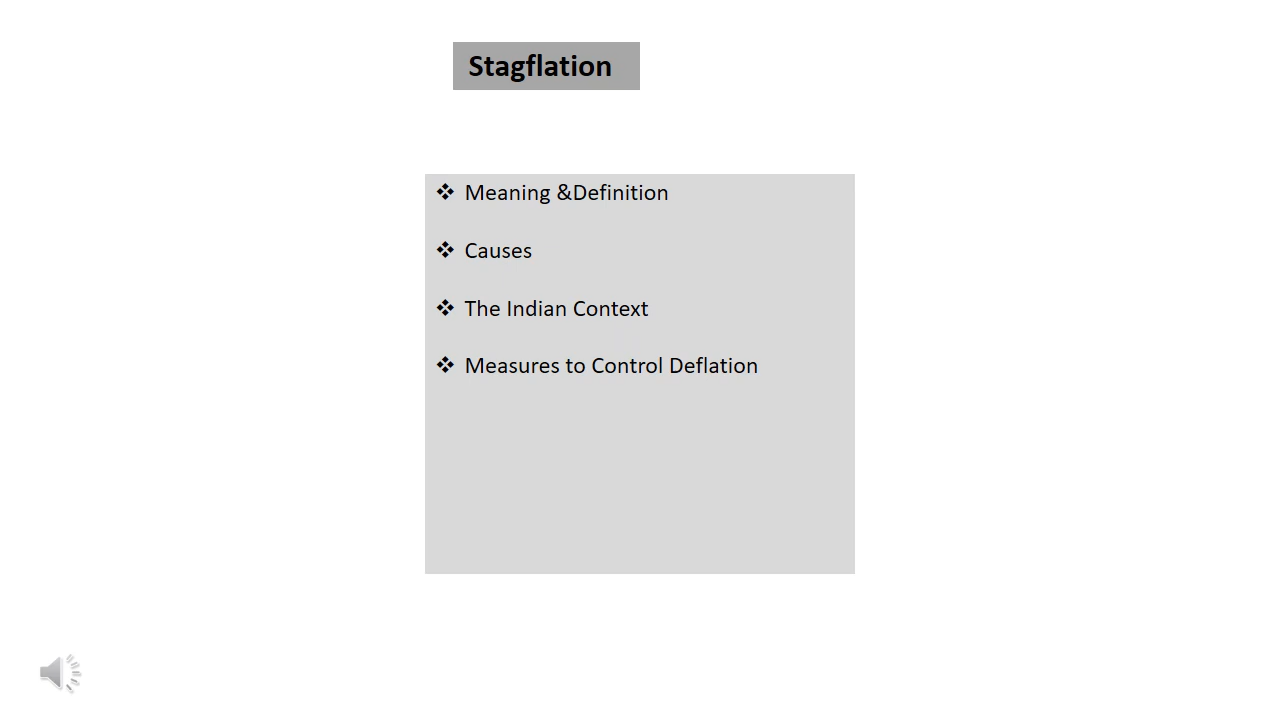 Stagflation
❖ Meaning &Definition
❖ Causes
❖ The Indian Context
❖ Measures to Control Deflation